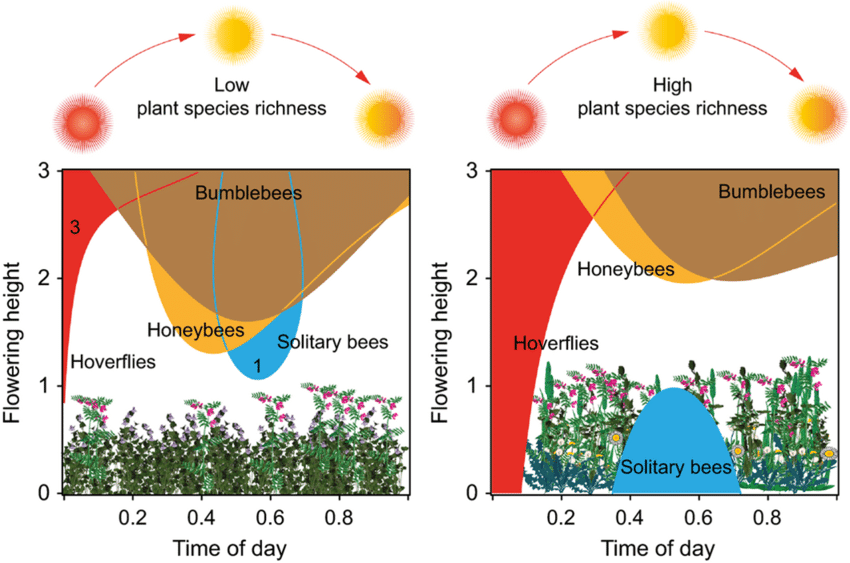 Low
plant species richness
3
Bumblebees
3
2
Honeybees
Solitary bees
1
Hoverflies
1
0
0.2 0.4 0.6 0.8
Time of day
Flowering height
High
plant species richness
3
Bumblebees
Honeybees
2
Hoverflies
1
Solitary bees
0
0.2 0.4 0.6 0.8
Time of day
Flowering height